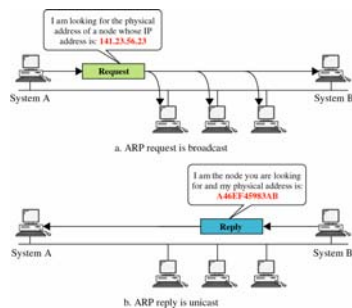 I am looking for the physical
address of a node whose IP
address is: 141.23.56.23
Request
System A
System B
a. ARP request is broadcast
I am the node you are looking
for and my physical address is:
A46EF45983AB
Reply
System A
System B
b. ARP reply is unicast